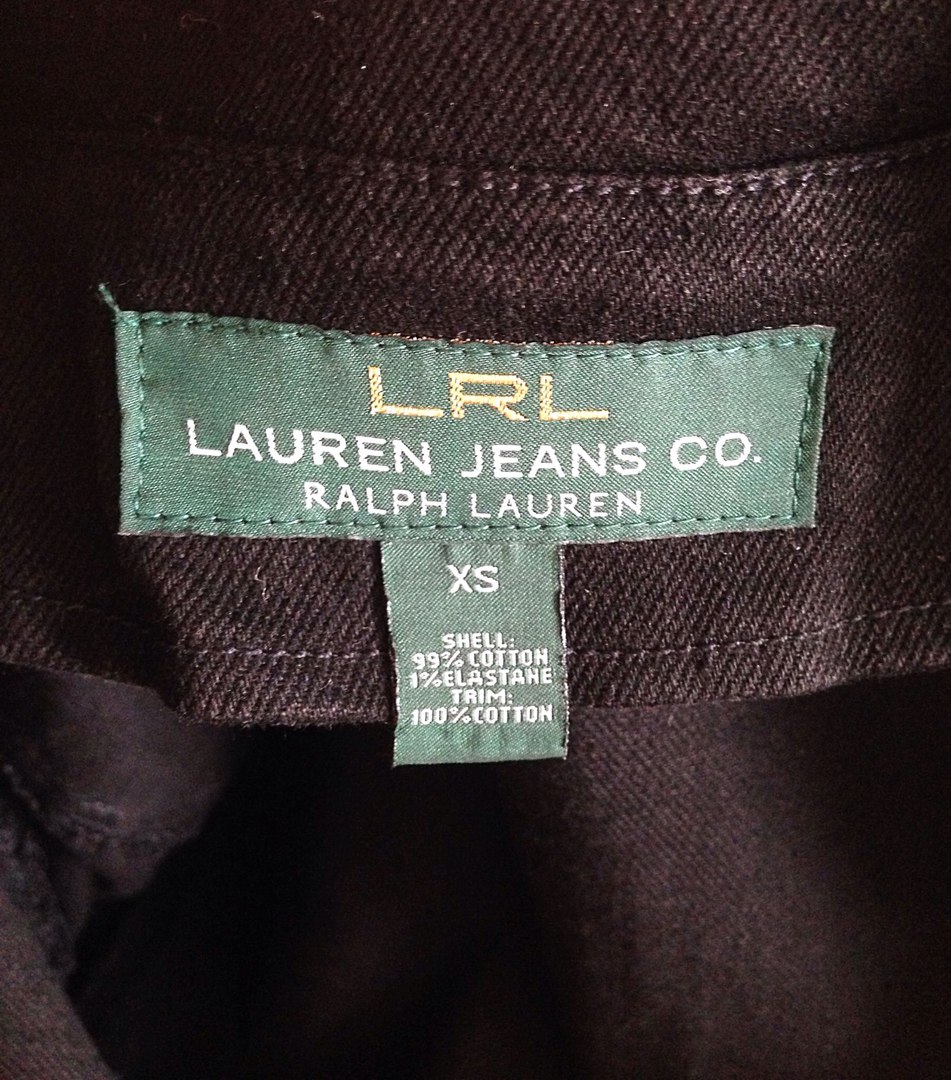 LRL
LAUREN JEANS CO.
RALPH LAUREN
XS
SHELL:
99% COTTON
1% ELASTANE
TRIM:
100% COTTON